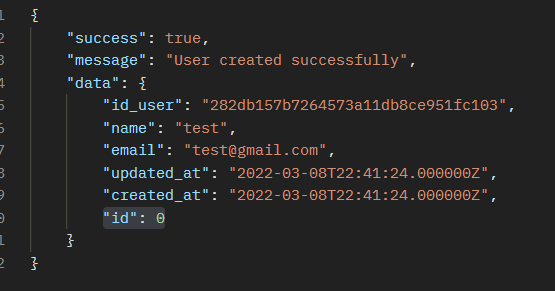 1 {
2 "success": true,
3 "message": "User created successfully",
4 "data": {
5 "id_user": "282db157b7264573a11db8ce951fc103",
6 "name": "test",
7 "email": "test@gmail.com",
8 "updated_at": "2022-03-08T22:41:24.000000Z",
9 "created_at": "2022-03-08T22:41:24.000000Z",
0 "id": 0
1 }
2 }